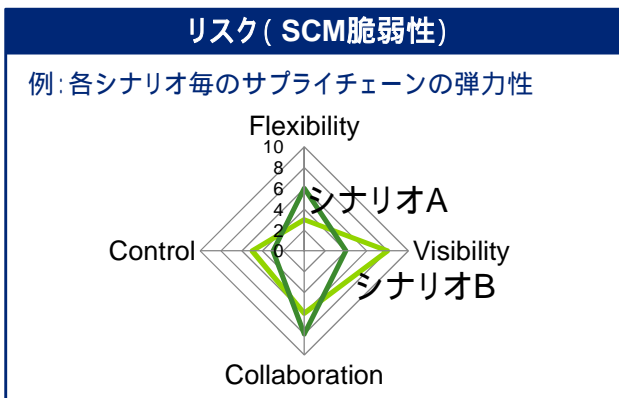 リスク( SCM脆弱性)
例:各シナリオ毎のサプライチェーンの弾力性
Flexibility
10
8
6
シナリオA
4
2
Control
0
Visibility
シナリオB
Collaboration